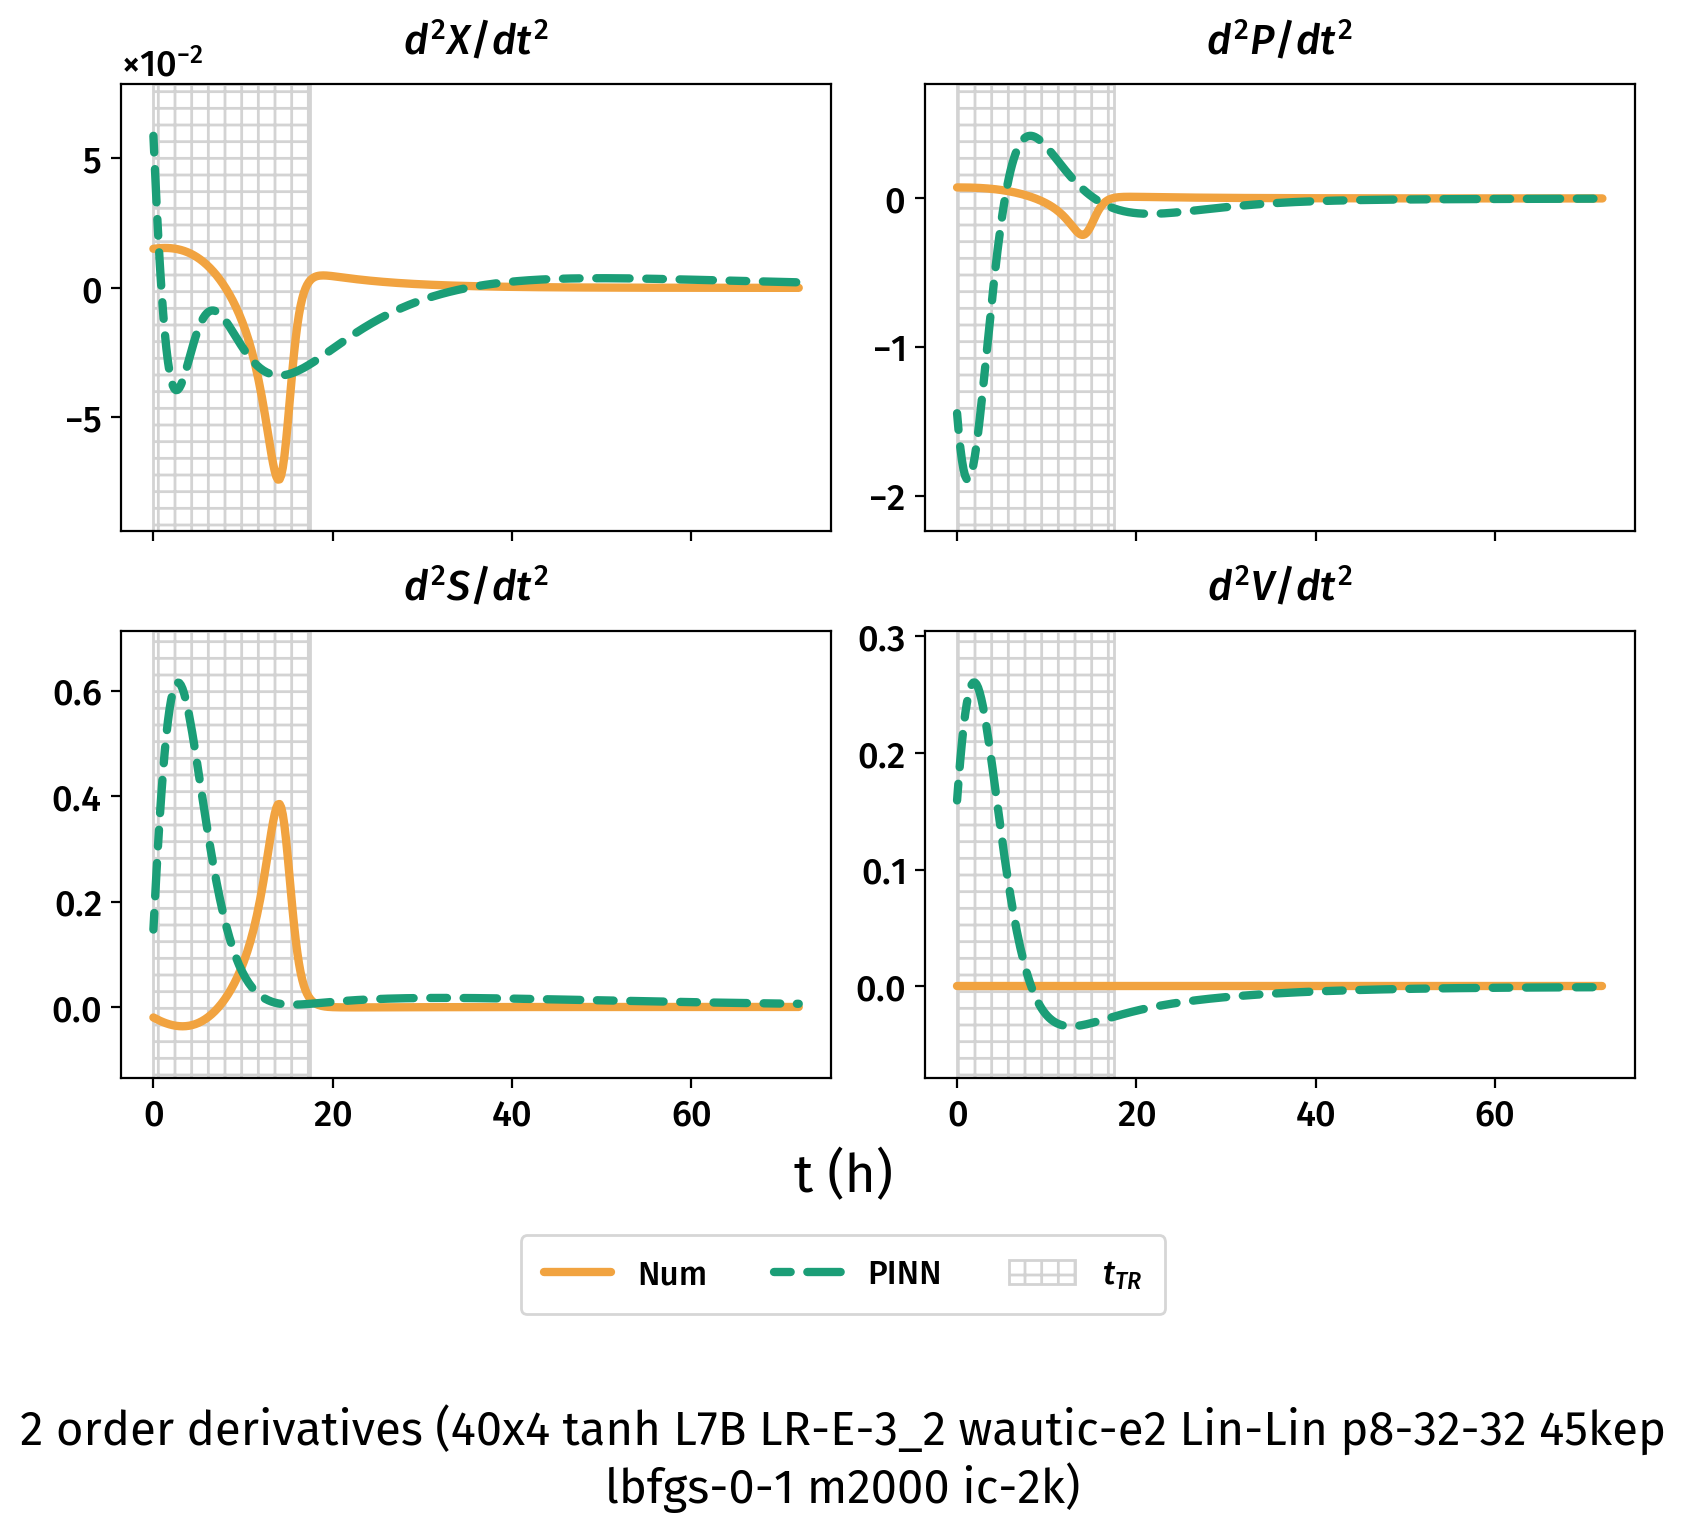 d²X/dt²
d²P/dt²
×10⁻²
5
0
−5
0
−1
−2
d²S/dt²
d²V/dt²
0.6
0.4
0.2
0.0
0.3
0.2
0.1
0.0
0 20 40 60
0 20 40 60
t (h)
Num PINN t_TR
2 order derivatives (40x4 tanh L7B LR-E-3_2 wautic-e2 Lin-Lin p8-32-32 45kep
lbfgs-0-1 m2000 ic-2k)